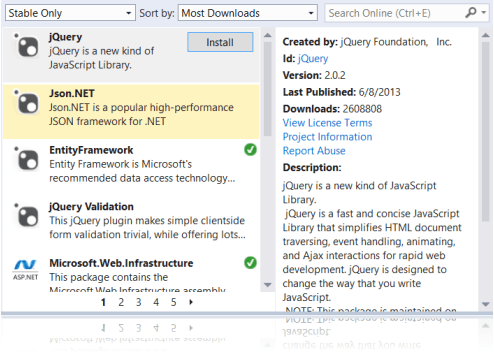 Stable Only
Sort by: Most Downloads
Search Online (Ctrl+E)
jQuery
jQuery is a new kind of
JavaScript Library.
Install
Json.NET
Json.NET is a popular high-performance
JSON framework for .NET
EntityFramework
Entity Framework is Microsoft's
recommended data access technology...
jQuery Validation
This jQuery plugin makes simple clientside
form validation trivial, while offering lots...
ASP.NET
Microsoft.Web.Infrastructure
This package contains the
Microsoft.Web.Infrastructure assembly
1 2 3 4 5
Created by: jQuery Foundation, Inc.
Id: jQuery
Version: 2.0.2
Last Published: 6/8/2013
Downloads: 2608808
View License Terms
Project Information
Report Abuse
Description:
jQuery is a new kind of JavaScript
Library.
jQuery is a fast and concise JavaScript
Library that simplifies HTML document
traversing, event handling, animating,
and Ajax interactions for rapid web
development. jQuery is designed to
change the way that you write
JavaScript.
NOTE: This package is maintained on